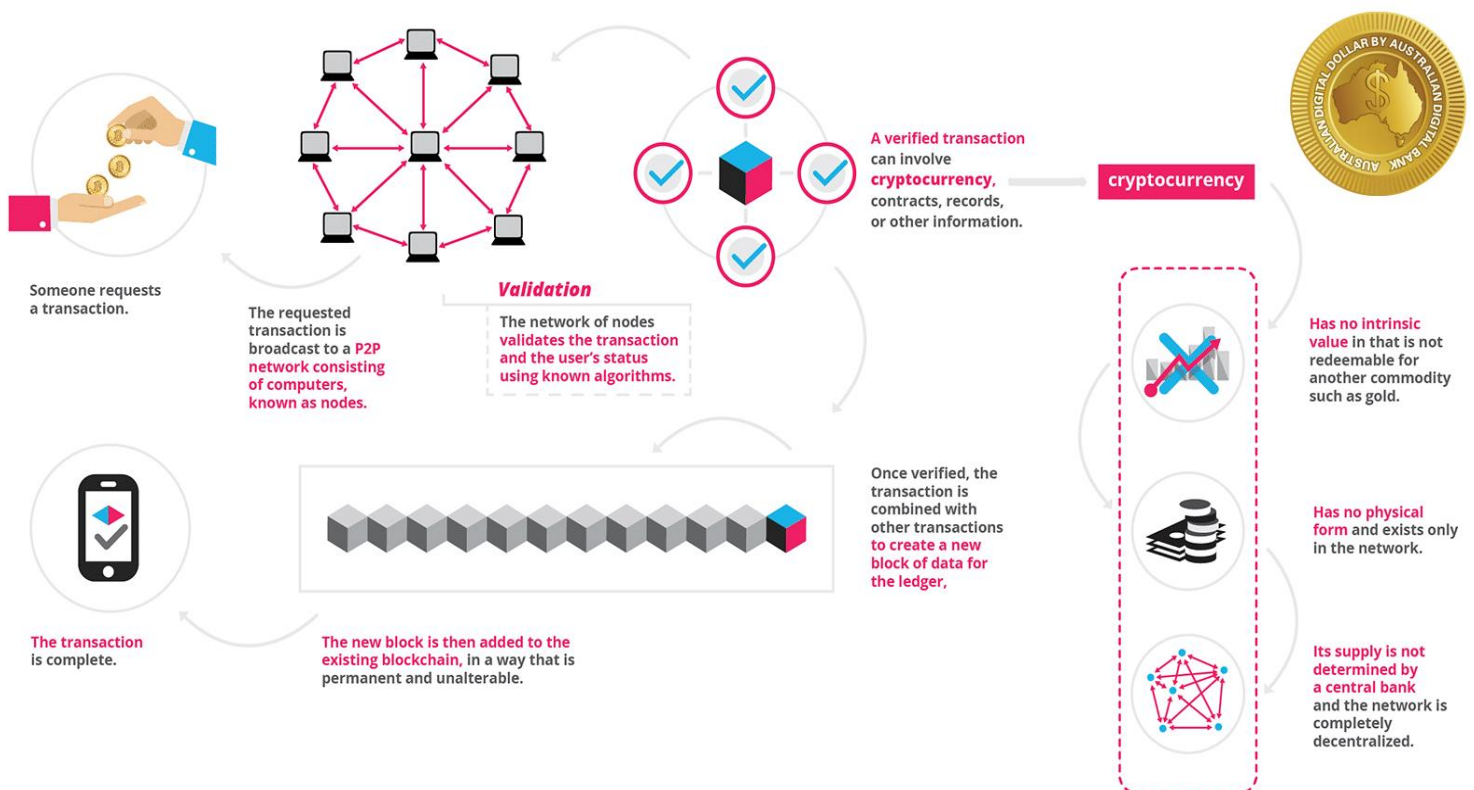 Someone requests
a transaction.
The requested
transaction is
broadcast to a P2P
network consisting
of computers,
known as nodes.
Validation
The network of nodes
validates the transaction
and the user's status
using known algorithms.
A verified transaction
can involve
cryptocurrency,
contracts, records,
or other information.
cryptocurrency
AUSTRALIAN DIGITAL DOLLAR BY AUSTRALIAN DIGITAL BANK
AUSX
$
Has no intrinsic
value in that is not
redeemable for
another commodity
such as gold.
Has no physical
form and exists only
in the network.
Its supply is not
determined by
a central bank
and the network is
completely
decentralized.
Once verified, the
transaction is
combined with
other transactions
to create a new
block of data for
the ledger,
The new block is then added to the
existing blockchain, in a way that is
permanent and unalterable.
The transaction
is complete.